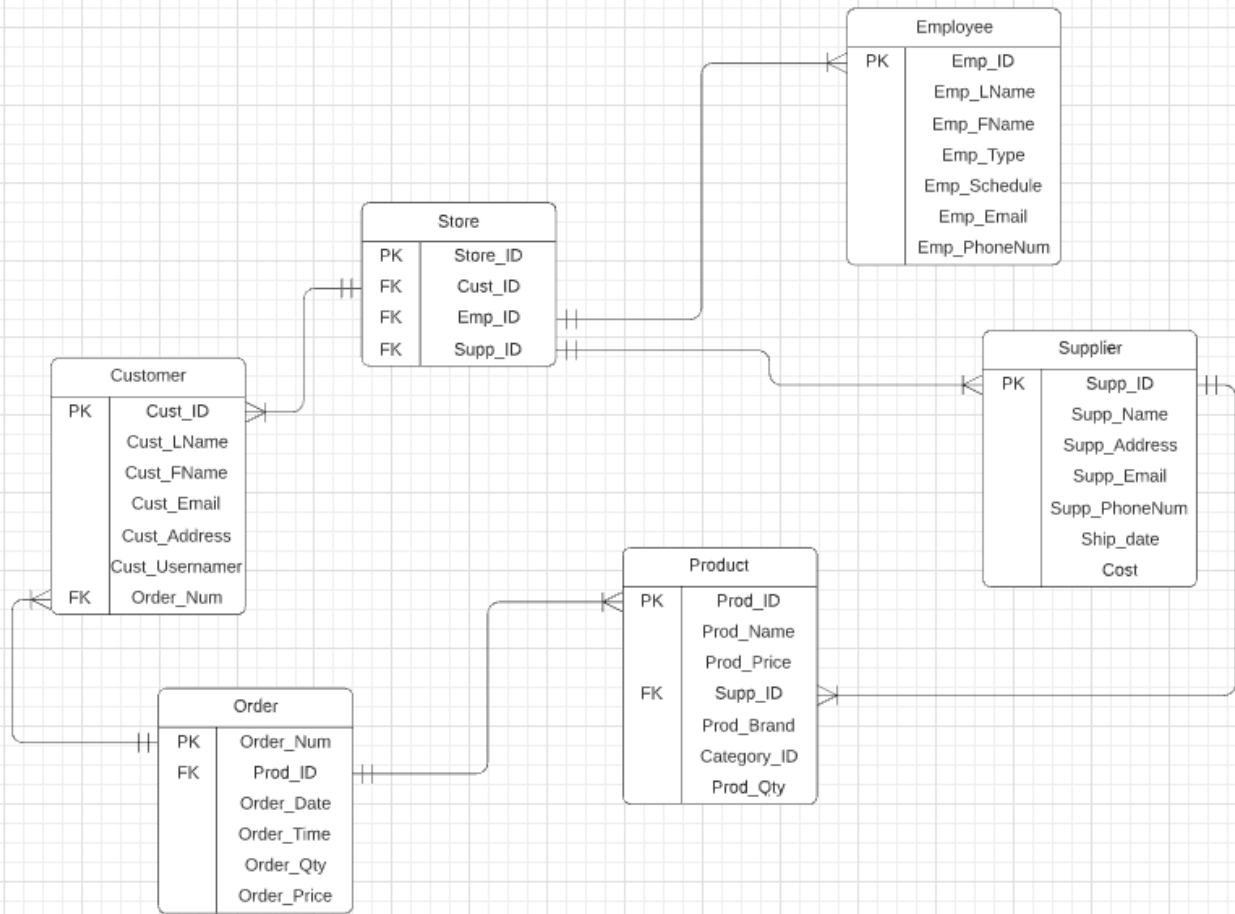 Employee
PK Emp_ID
Emp_LName
Emp_FName
Emp_Type
Emp_Schedule
Emp_Email
Emp_PhoneNum
Store
PK Store_ID
FK Cust_ID
FK Emp_ID
FK Supp_ID
Supplier
PK Supp_ID
Supp_Name
Supp_Address
Supp_Email
Supp_PhoneNum
Ship_date
Cost
Customer
PK Cust_ID
Cust_LName
Cust_FName
Cust_Email
Cust_Address
Cust_Usernamer
FK Order_Num
Product
PK Prod_ID
Prod_Name
Prod_Price
FK Supp_ID
Prod_Brand
Category_ID
Prod_Qty
Order
PK Order_Num
FK Prod_ID
Order_Date
Order_Time
Order_Qty
Order_Price